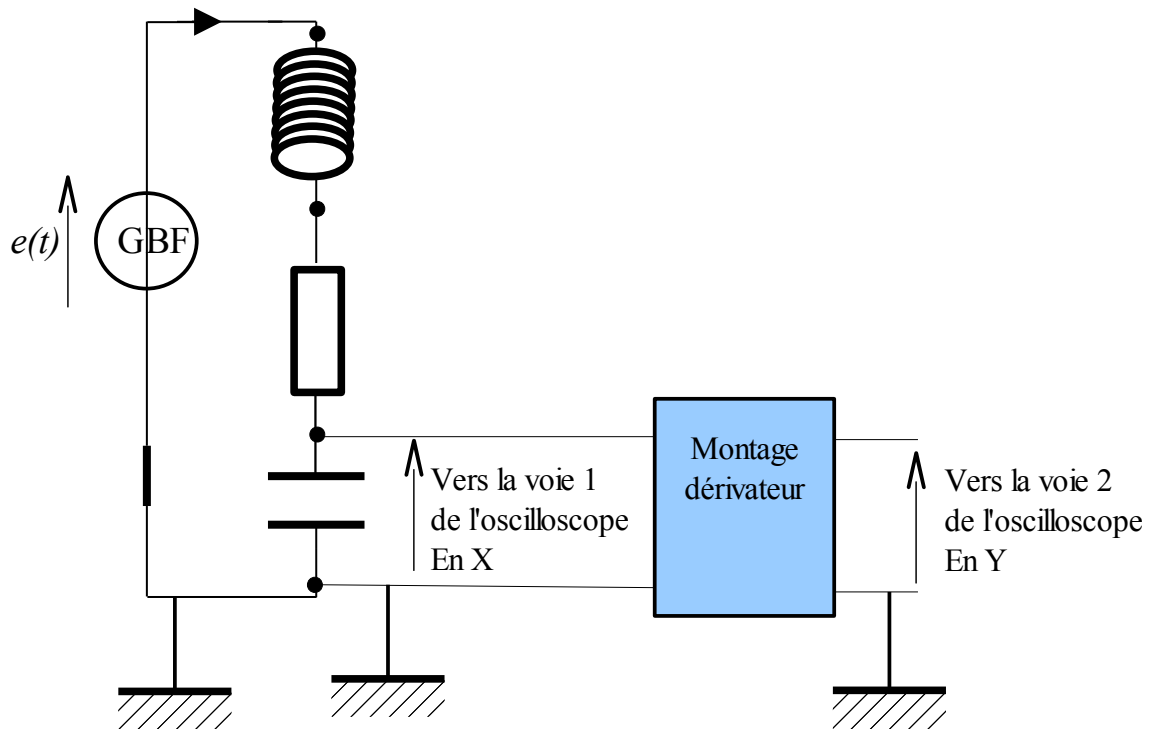 GBF
e(t)
Montage
dérivateur
Vers la voie 1
de l'oscilloscope
En X
Vers la voie 2
de l'oscilloscope
En Y